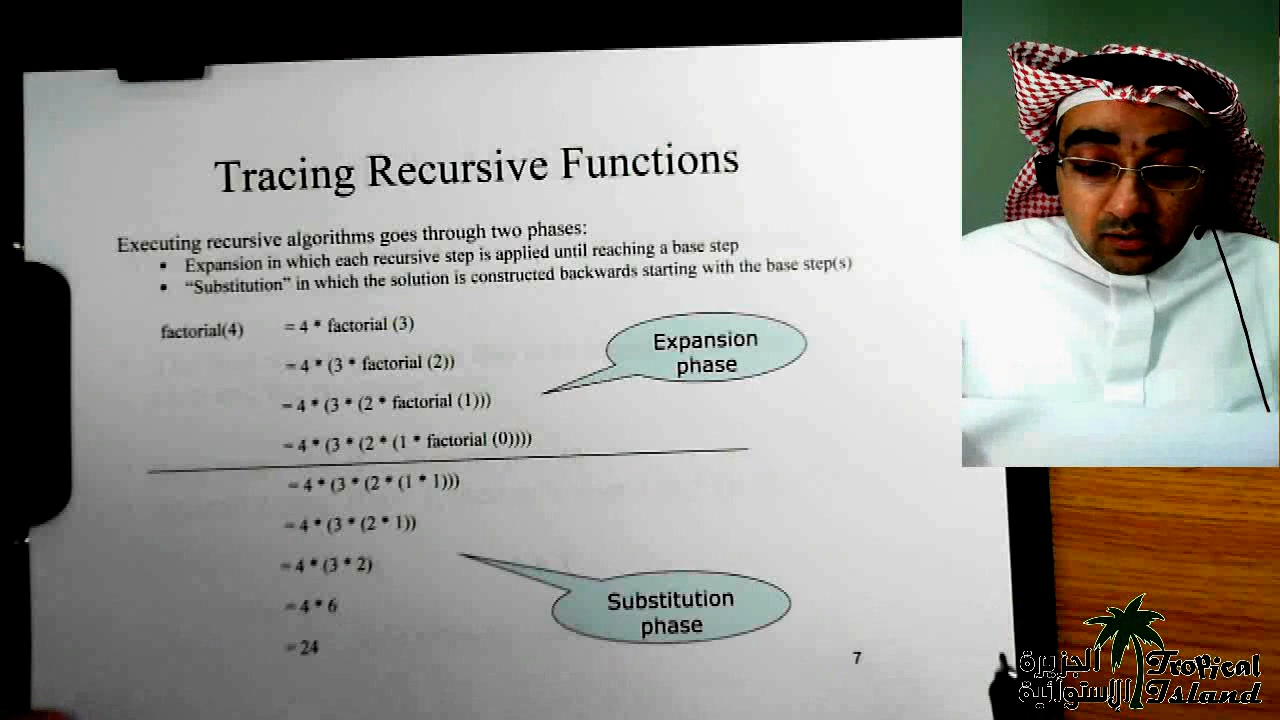 Tracing Recursive Functions
Executing recursive algorithms goes through two phases:
• Expansion in which each recursive step is applied until reaching a base step
• “Substitution” in which the solution is constructed backwards starting with the base step(s)
factorial(4) = 4 * factorial (3)
= 4 * (3 * factorial (2))
= 4 * (3 * (2 * factorial (1)))
= 4 * (3 * (2 * (1 * factorial (0))))
Expansion
phase
= 4 * (3 * (2 * (1 * 1)))
= 4 * (3 * (2 * 1))
= 4 * (3 * 2)
= 4 * 6
= 24
Substitution
phase
7
الجزيرة
الإستوائية
Tropical
Island